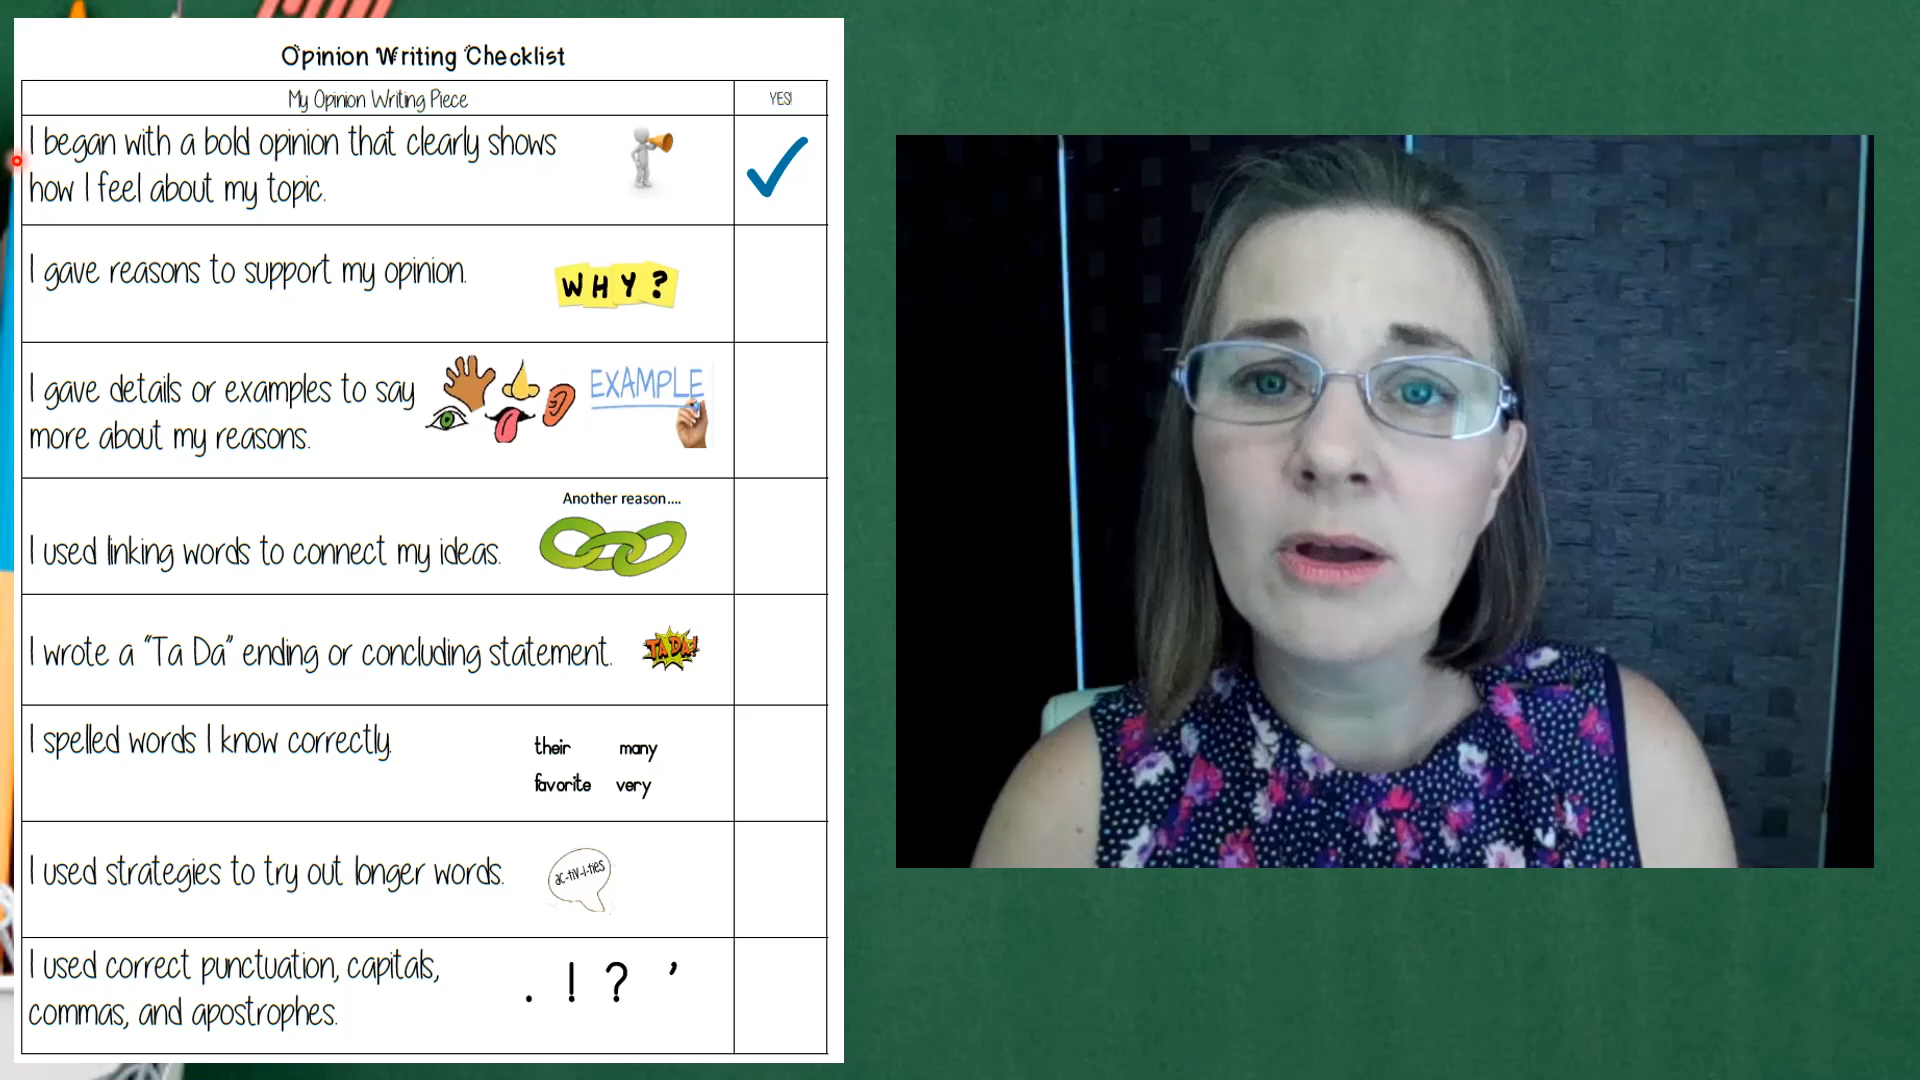 Opinion Writing Checklist
My Opinion Writing Piece
YES!
I began with a bold opinion that clearly shows
how I feel about my topic.
I gave reasons to support my opinion.
WHY?
I gave details or examples to say
more about my reasons.
EXAMPLE
Another reason....
I used linking words to connect my ideas.
I wrote a "Ta Da" ending or concluding statement.
TADA!
I spelled words I know correctly.
their many
favorite very
I used strategies to try out longer words.
ac-tiv-i-ties
I used correct punctuation, capitals,
commas, and apostrophes.
. ! ? ’